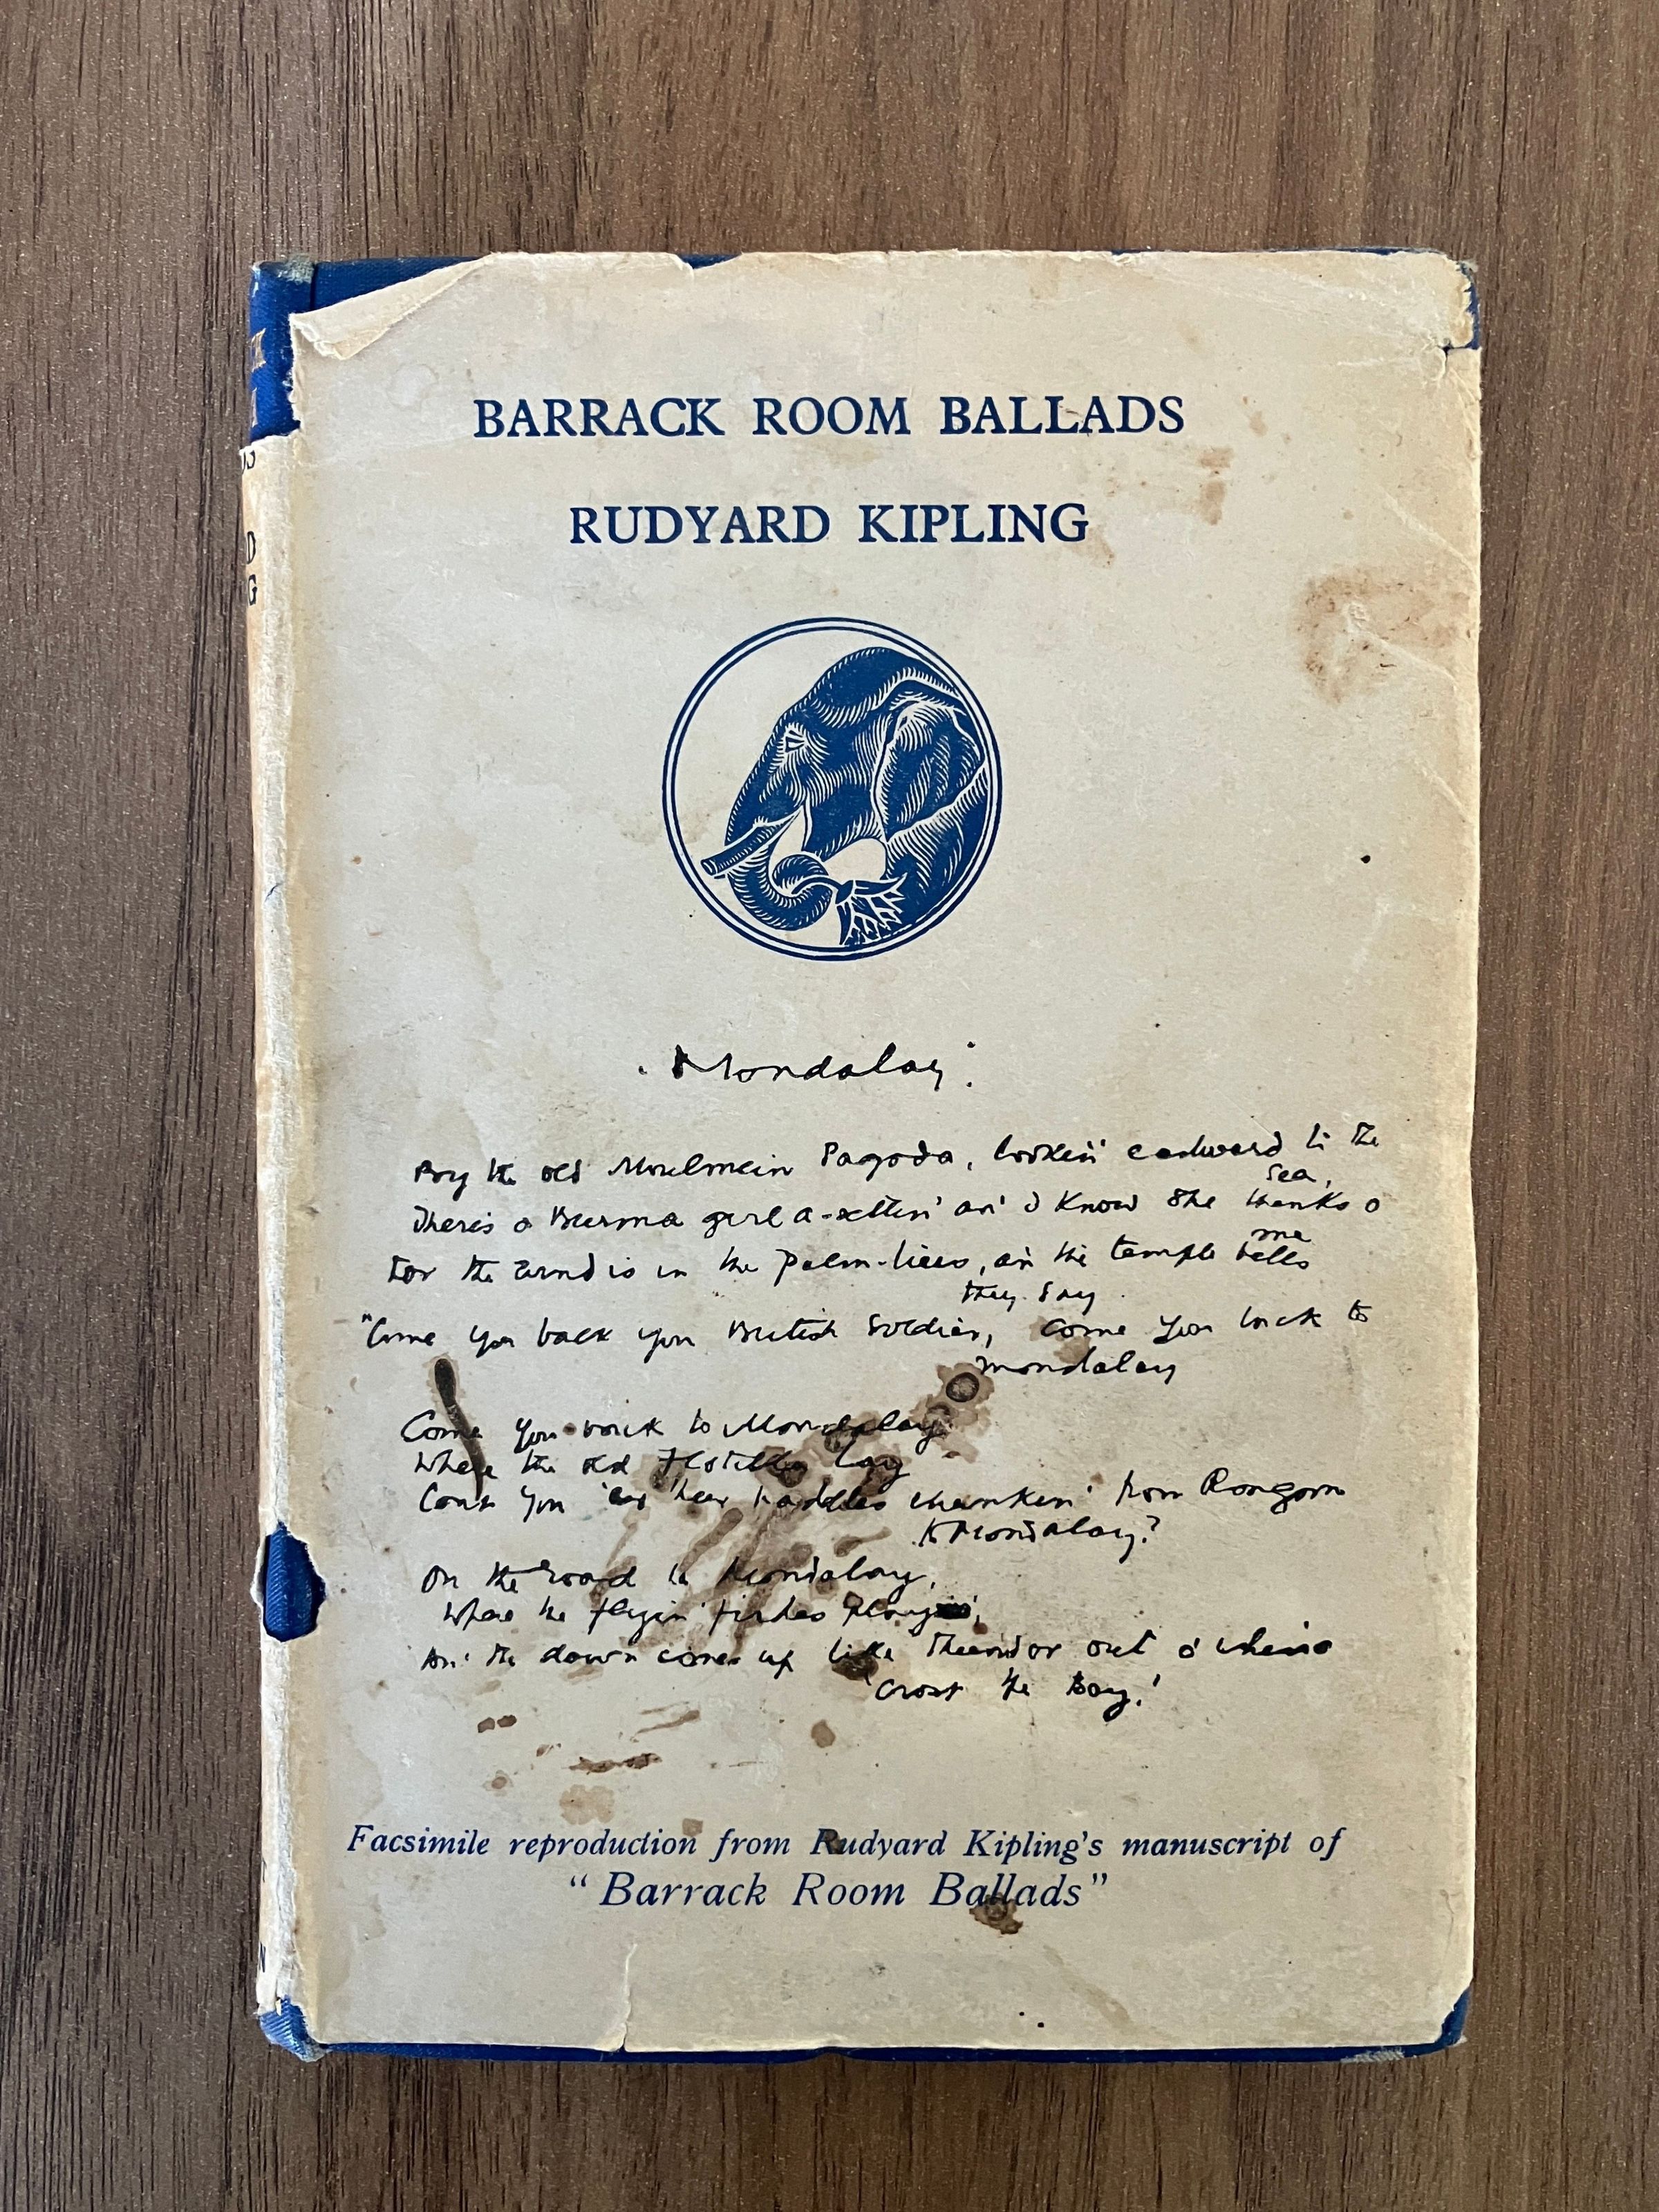 BARRACK ROOM BALLADS
RUDYARD KIPLING
'Mandalay'.
By the old Moulmein Pagoda, lookin' eastward to the
sea,
There's a Burma girl a-settin' an' I know she thinks o
me
For the wind is in the palm-trees, an the temple bells
they say
"Come you back you British Soldier, come you back to
mandalay
Come you back to Mandalay
Where the old Flotilla lay
Can't you 'ear their paddles chunkin' from Rangoon
to Mandalay?
On the road to Mandalay,
Where the flyin' fishes play
An' the dawn comes up like thunder out o' China
'Crost the Bay!
Facsimile reproduction from Rudyard Kipling's manuscript of
"Barrack Room Ballads"
D
G
N